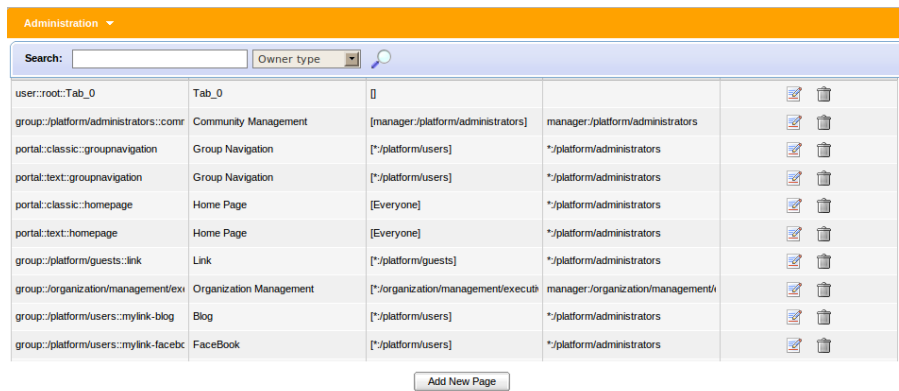 Administration
Search: Owner type
user::root::Tab_0 Tab_0 []
group::/platform/administrators::comr Community Management [manager:/platform/administrators] manager:/platform/administrators
portal::classic::groupnavigation Group Navigation [*:/platform/users] *:/platform/administrators
portal::text::groupnavigation Group Navigation [*:/platform/users] *:/platform/administrators
portal::classic::homepage Home Page [Everyone] *:/platform/administrators
portal::text::homepage Home Page [Everyone] *:/platform/administrators
group::/platform/guests::link Link [*:/platform/guests] *:/platform/administrators
group::/organization/management/exe Organization Management [*:/organization/management/executiv manager:/organization/management/e
group::/platform/users::mylink-blog Blog [*:/platform/users] *:/platform/administrators
group::/platform/users::mylink-facebo FaceBook [*:/platform/users] *:/platform/administrators
Add New Page